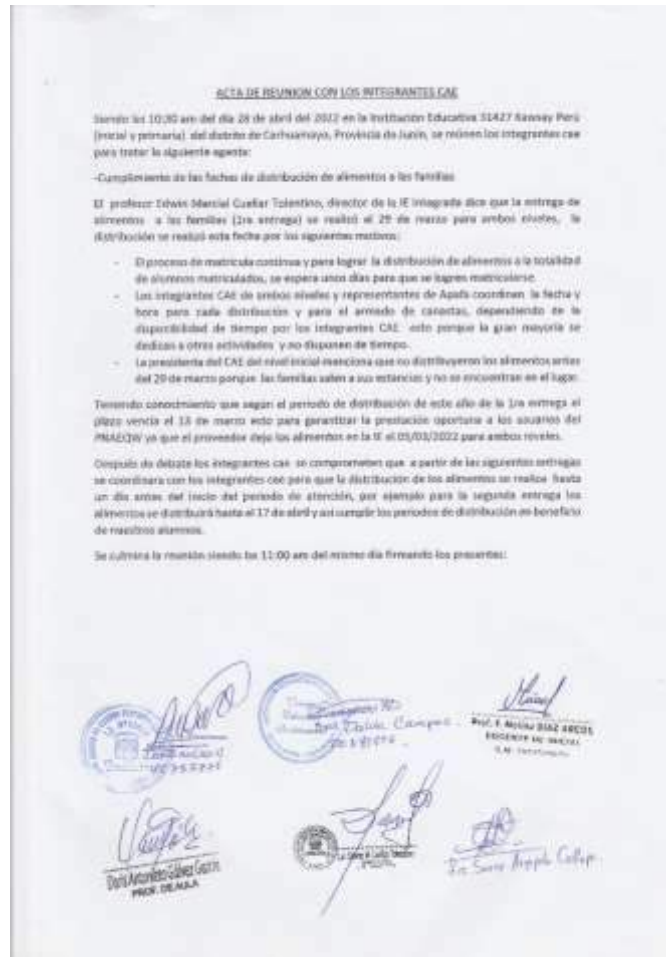 ACTA DE REUNION CON LOS INTEGRANTES CAE
Siendo las 10:30 am del día 28 de abril del 2022 en la Institución Educativa 31427 Kawsay Perú
(inicial y primaria) del distrito de Carhuamayo, Provincia de Junín, se reúnen los integrantes cae
para tratar la siguiente agenta:
-Cumplimiento de las fechas de distribución de alimentos a las familias
El profesor Edwin Marcial Cuellar Tolentino, director de la IE integrada dice que la entrega de
alimentos a las familias (1ra entrega) se realizó el 29 de marzo para ambos niveles, la
distribución se realizó esta fecha por los siguientes motivos:
- El proceso de matricula continua y para lograr la distribución de alimentos a la totalidad
de alumnos matriculados, se espera unos días para que se logren matricularse.
- Los integrantes CAE de ambos niveles y representantes de Apafa coordinan la fecha y
hora para cada distribución y para el armado de canastas, dependiendo de la
disponibilidad de tiempo por los integrantes CAE esto porque la gran mayoría se
dedican a otras actividades y no disponen de tiempo.
- La presidenta del CAE del nivel inicial menciona que no distribuyeron los alimentos antes
del 29 de marzo porque las familias salen a sus estancias y no se encuentran en el lugar.
Teniendo conocimiento que según el periodo de distribución de este año de la 1ra entrega el
plazo vencía el 13 de marzo esto para garantizar la prestación oportuna a los usuarios del
PNAEQW ya que el proveedor dejo los alimentos en la IE el 05/03/2022 para ambos niveles.
Después de debate los integrantes cae se comprometen que a partir de las siguientes entregas
se coordinara con los integrantes cae para que la distribución de los alimentos se realice hasta
un día antes del inicio del periodo de atención, por ejemplo para la segunda entrega los
alimentos se distribuirá hasta el 17 de abril y así cumplir los periodos de distribución en beneficio
de nuestros alumnos.
Se culmina la reunión siendo las 11:00 am del mismo día firmando los presentes:
Campos
Prof. F. Marisol DIAZ ARCOS
DOCENTE DE INICIAL
PROF. DE AULA